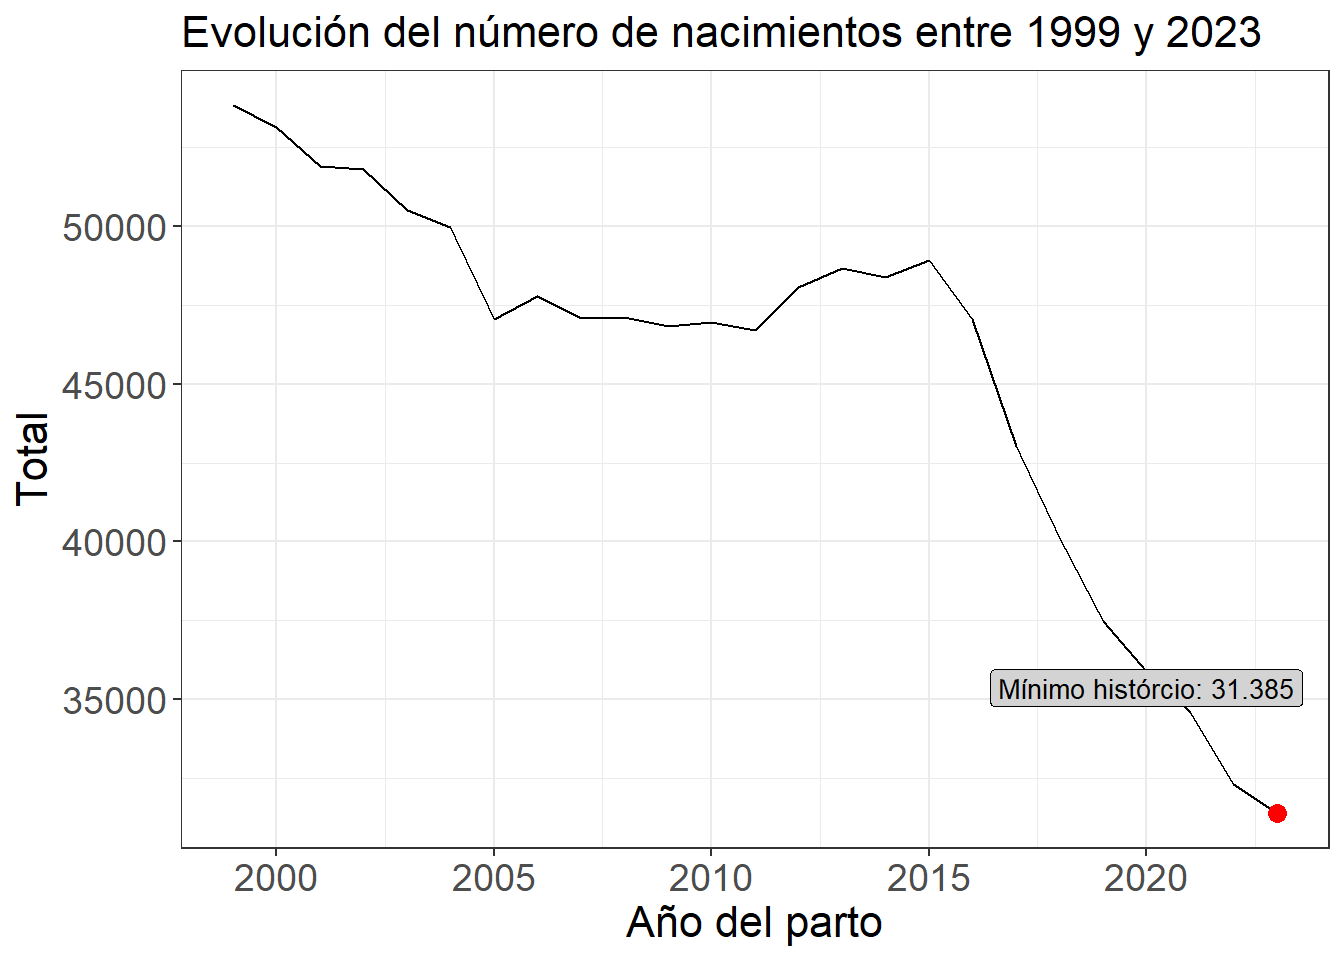 Evolución del número de nacimientos entre 1999 y 2023
Total
50000
45000
40000
35000
Mínimo histórcio: 31.385
2000 2005 2010 2015 2020
Año del parto